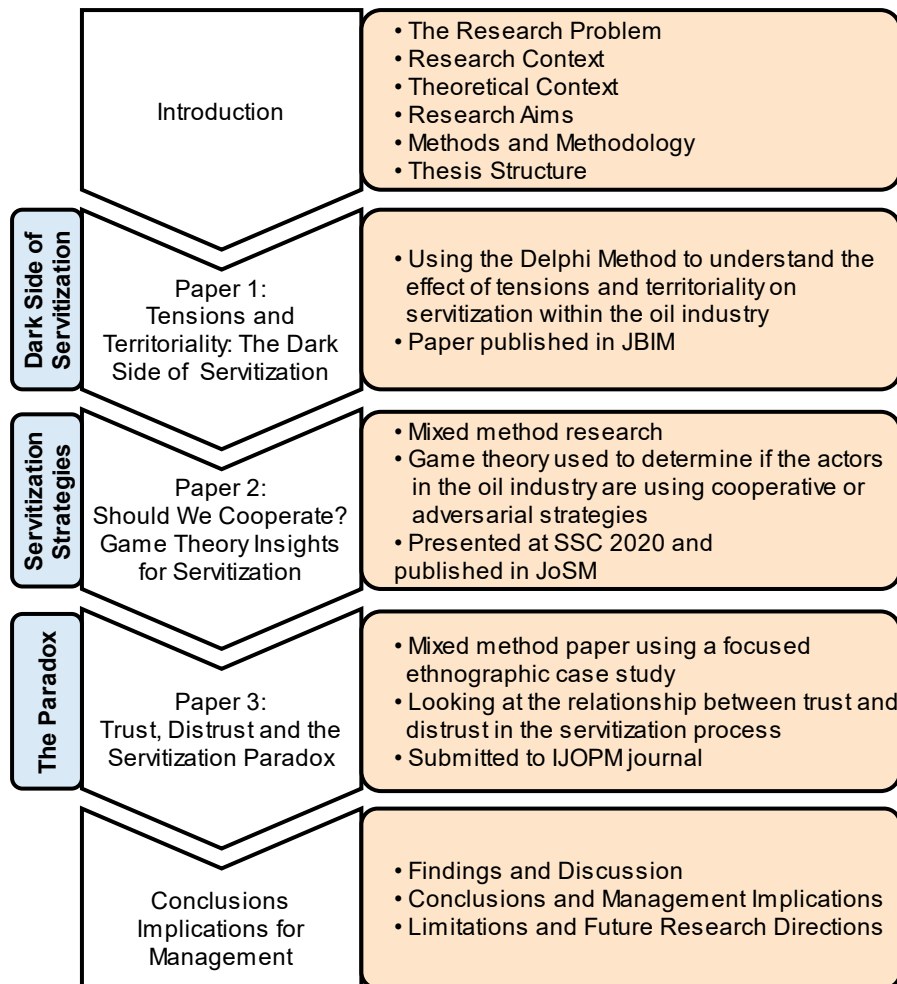 Introduction
• The Research Problem
• Research Context
• Theoretical Context
• Research Aims
• Methods and Methodology
• Thesis Structure
Dark Side of
Servitization
Paper 1:
Tensions and
Territoriality: The Dark
Side of Servitization
• Using the Delphi Method to understand the
effect of tensions and territoriality on
servitization within the oil industry
• Paper published in JBIM
Servitization
Strategies
Paper 2:
Should We Cooperate?
Game Theory Insights
for Servitization
• Mixed method research
• Game theory used to determine if the actors
in the oil industry are using cooperative or
adversarial strategies
• Presented at SSC 2020 and
published in JoSM
The Paradox
Paper 3:
Trust, Distrust and the
Servitization Paradox
• Mixed method paper using a focused
ethnographic case study
• Looking at the relationship between trust and
distrust in the servitization process
• Submitted to IJOPM journal
Conclusions
Implications for
Management
• Findings and Discussion
• Conclusions and Management Implications
• Limitations and Future Research Directions